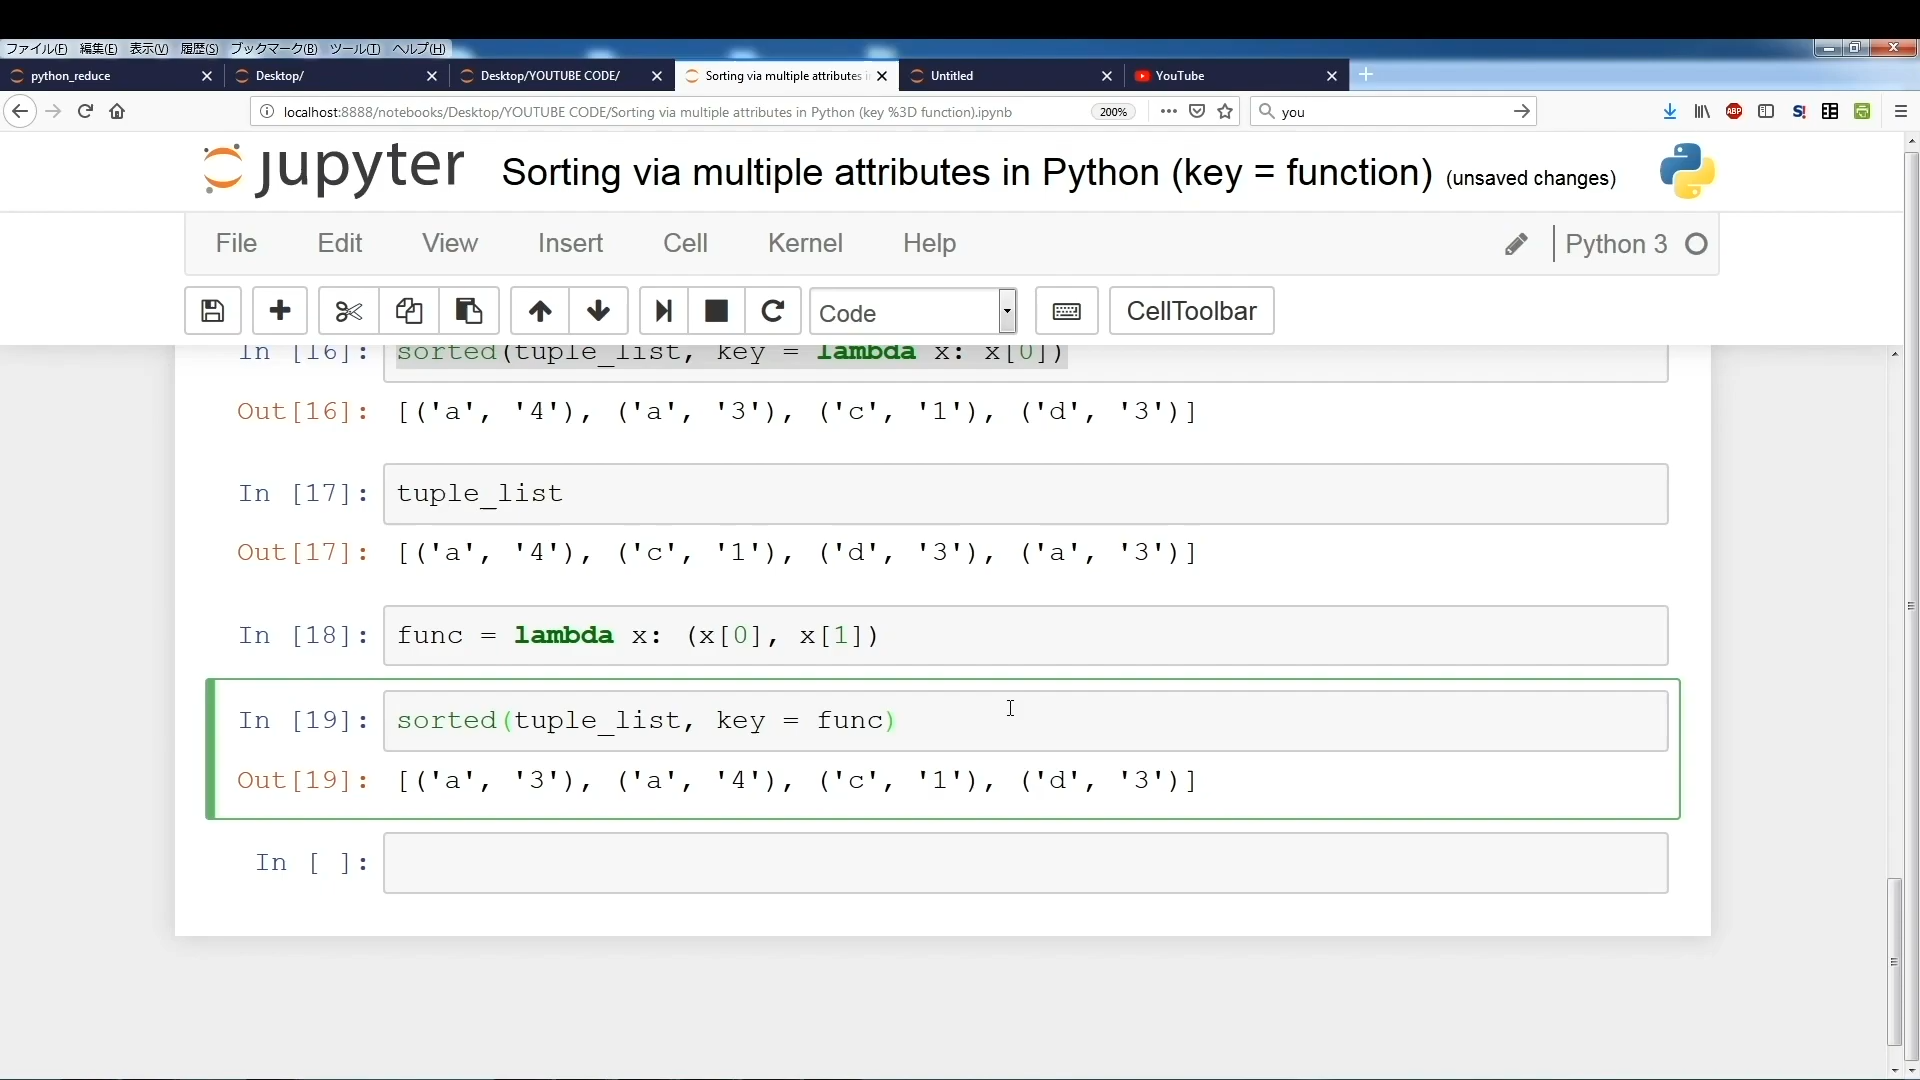 ファイル(F) 編集(E) 表示(V) 履歴(S) ブックマーク(B) ツール(T) ヘルプ(H)
python_reduce Desktop/ Desktop/YOUTUBE CODE/ Sorting via multiple attributes i Untitled YouTube
localhost:8888/notebooks/Desktop/YOUTUBE CODE/Sorting via multiple attributes in Python (key %3D function).ipynb 200% you ABP S!
jupyter Sorting via multiple attributes in Python (key = function) (unsaved changes)
File Edit View Insert Cell Kernel Help Python 3
Code CellToolbar
In [16]: sorted(tuple_list, key = lambda x: x[0])
Out[16]: [('a', '4'), ('a', '3'), ('c', '1'), ('d', '3')]
In [17]: tuple_list
Out[17]: [('a', '4'), ('c', '1'), ('d', '3'), ('a', '3')]
In [18]: func = lambda x: (x[0], x[1])
In [19]: sorted(tuple_list, key = func)
Out[19]: [('a', '3'), ('a', '4'), ('c', '1'), ('d', '3')]
In [ ]: